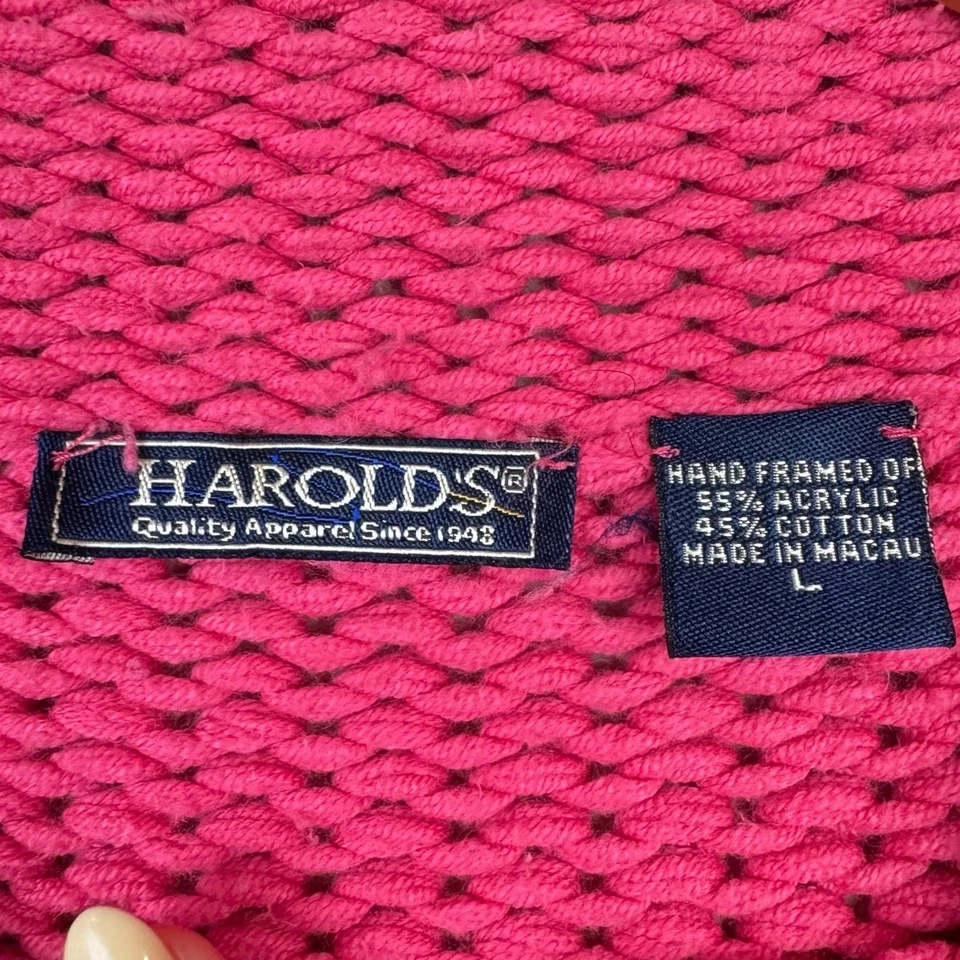 HAROLD'S®
Quality Apparel Since 1948
HAND FRAMED OF
55% ACRYLIC
45% COTTON
MADE IN MACAU
L